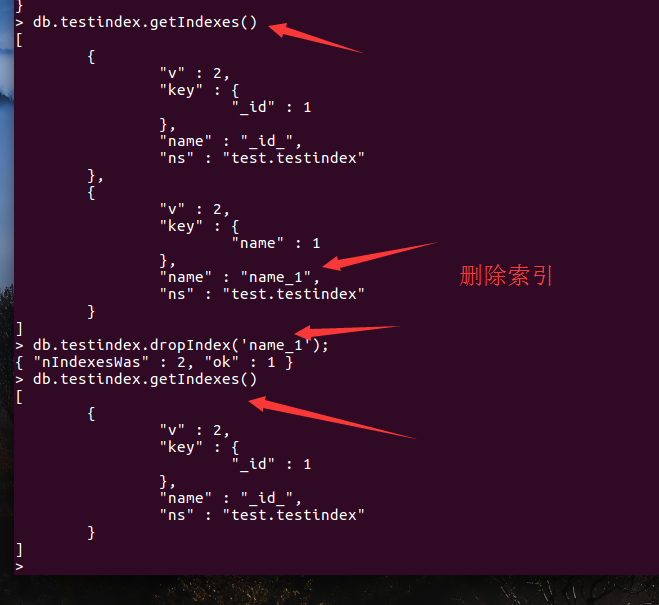 }
> db.testindex.getIndexes()
[
{
"v" : 2,
"key" : {
"_id" : 1
},
"name" : "_id_",
"ns" : "test.testindex"
},
{
"v" : 2,
"key" : {
"name" : 1
},
"name" : "name_1",
删除索引
"ns" : "test.testindex"
}
]
> db.testindex.dropIndex('name_1');
{ "nIndexesWas" : 2, "ok" : 1 }
> db.testindex.getIndexes()
[
{
"v" : 2,
"key" : {
"_id" : 1
},
"name" : "_id_",
"ns" : "test.testindex"
}
]
>